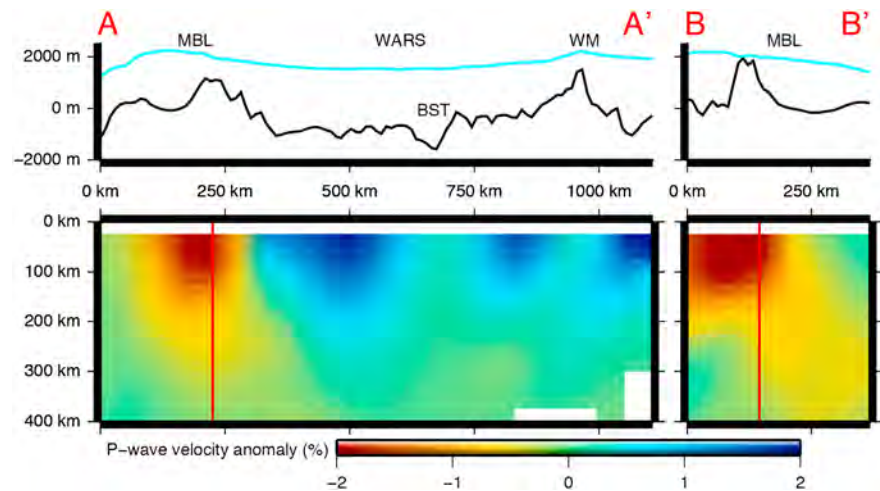 A A' B B'
MBL WARS WM MBL
2000 m
0 m BST
−2000 m
0 km 250 km 500 km 750 km 1000 km 0 km 250 km
0 km
100 km
200 km
300 km
400 km
P-wave velocity anomaly (%)
−2 −1 0 1 2